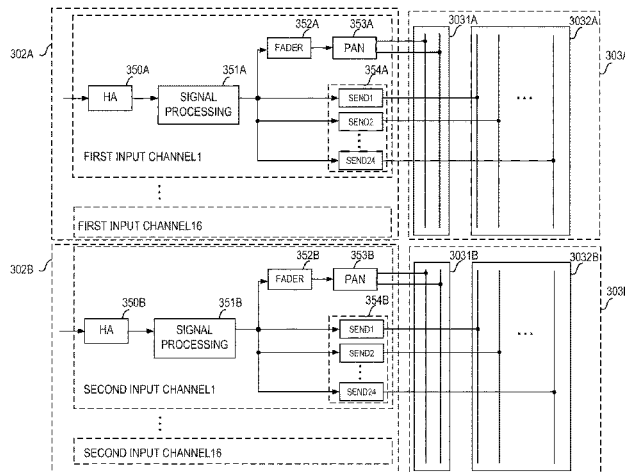 302A
350A
351A
352A
353A
3031A
3032A
303A
FADER
PAN
354A
HA
SIGNAL
PROCESSING
SEND1
SEND2
SEND24
FIRST INPUT CHANNEL1
FIRST INPUT CHANNEL16
302B
350B
351B
352B
353B
3031B
3032B
FADER
PAN
354B
HA
SIGNAL
PROCESSING
SEND1
SEND2
SEND24
SECOND INPUT CHANNEL1
SECOND INPUT CHANNEL16